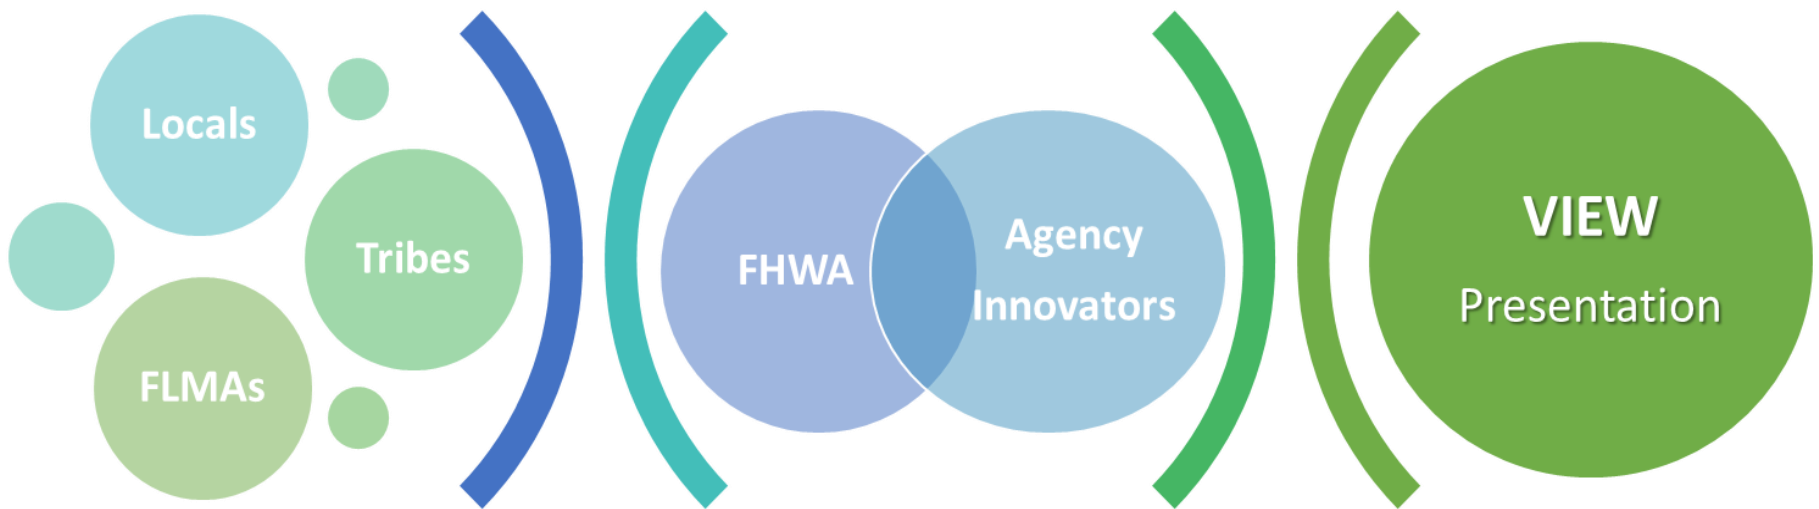 Locals
Tribes
FLMAs
FHWA
Agency
Innovators
VIEW
Presentation